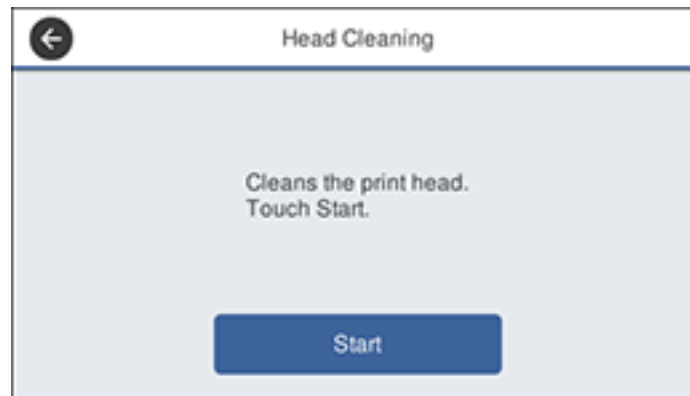 Head Cleaning
Cleans the print head.
Touch Start.
Start